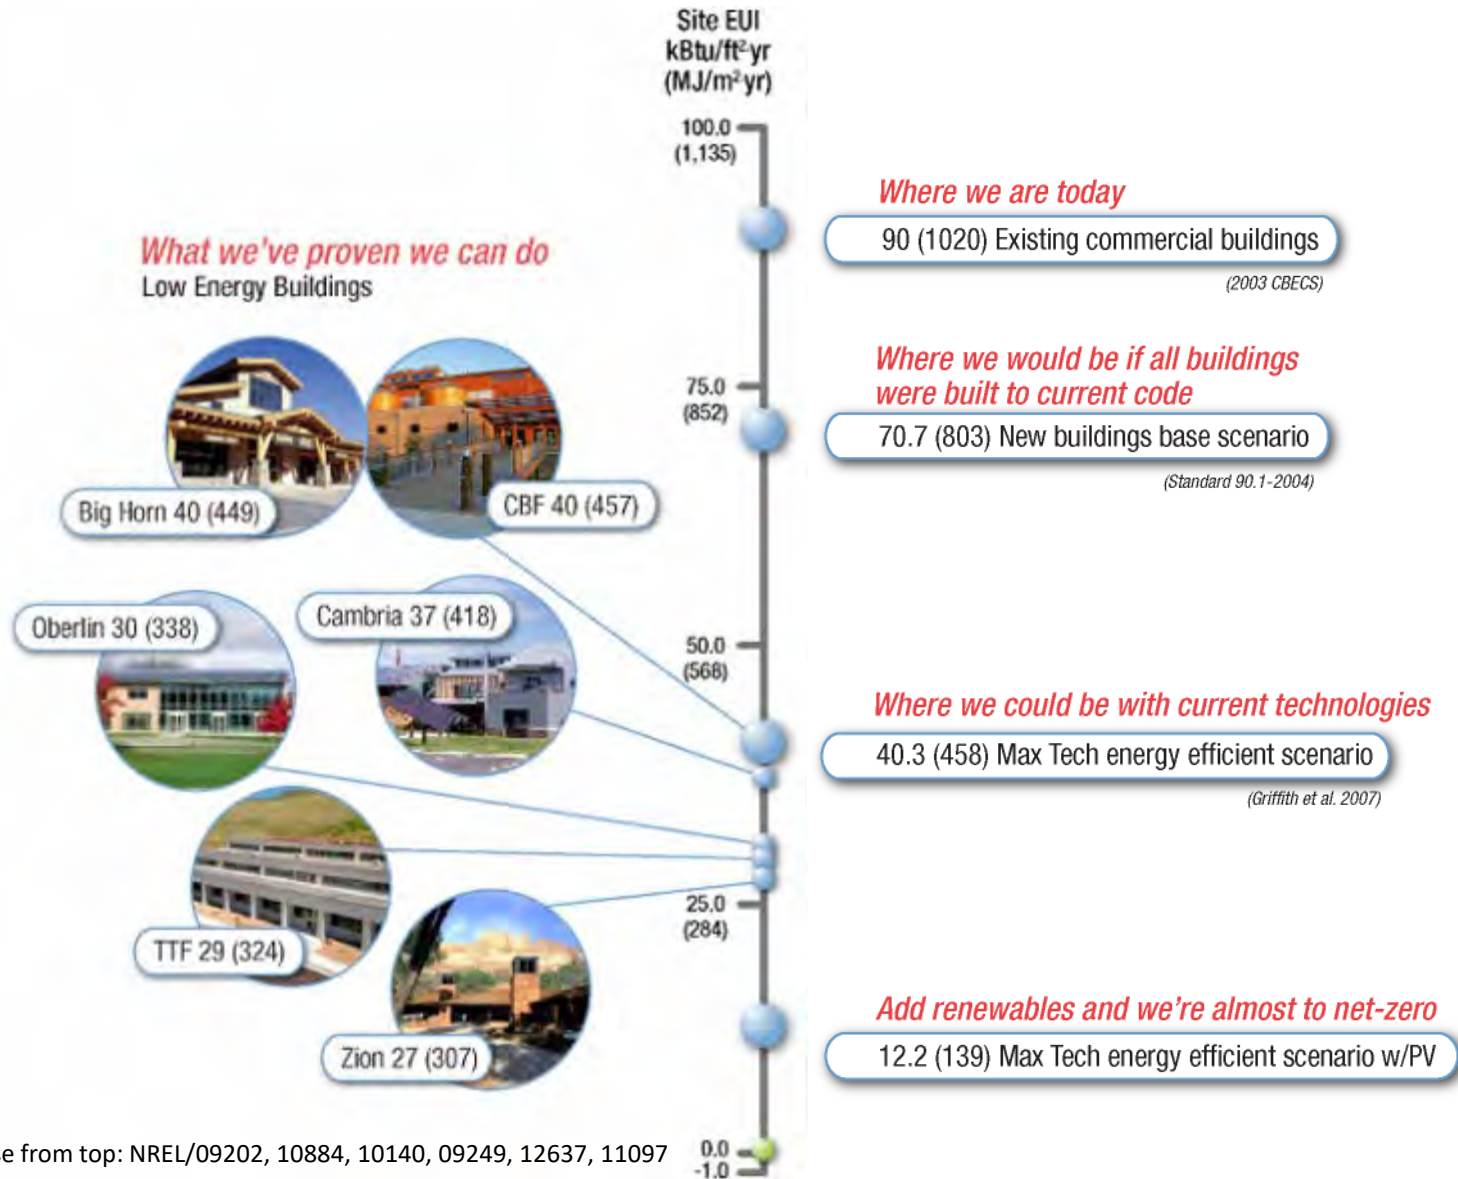 Site EUI
kBtu/ft²·yr
(MJ/m²·yr)
100.0
(1,135)
75.0
(852)
50.0
(568)
25.0
(284)
0.0
-1.0
What we've proven we can do
Low Energy Buildings
Big Horn 40 (449)
CBF 40 (457)
Oberlin 30 (338)
Cambria 37 (418)
TTF 29 (324)
Zion 27 (307)
Where we are today
90 (1020) Existing commercial buildings
(2003 CBECS)
Where we would be if all buildings
were built to current code
70.7 (803) New buildings base scenario
(Standard 90.1-2004)
Where we could be with current technologies
40.3 (458) Max Tech energy efficient scenario
(Griffith et al. 2007)
Add renewables and we're almost to net-zero
12.2 (139) Max Tech energy efficient scenario w/PV
from top: NREL/09202, 10884, 10140, 09249, 12637, 11097